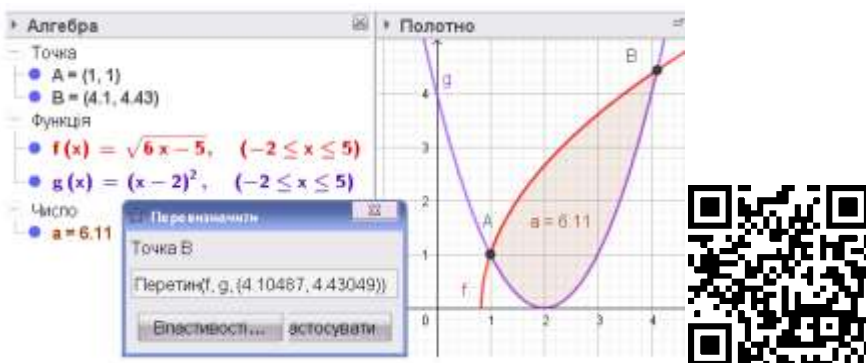 Алгебра
Точка
A = (1, 1)
B = (4.1, 4.43)
Функція
f (x) = √(6 x − 5), (−2 ≤ x ≤ 5)
g (x) = (x − 2)², (−2 ≤ x ≤ 5)
Число
a = 6.11
Перевизначити
Точка B
Перетин(f, g, (4.10467, 4.43049))
Властивості... астосувати
Полотно
B
g
4
3
2
A
a = 6.11
1
f
0 1 2 3 4